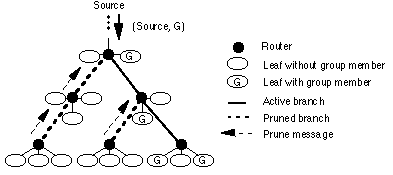 Source
(Source, G)
G
Router
Leaf without group member
G
Leaf with group member
Active branch
G
Pruned branch
Prune message
G
G